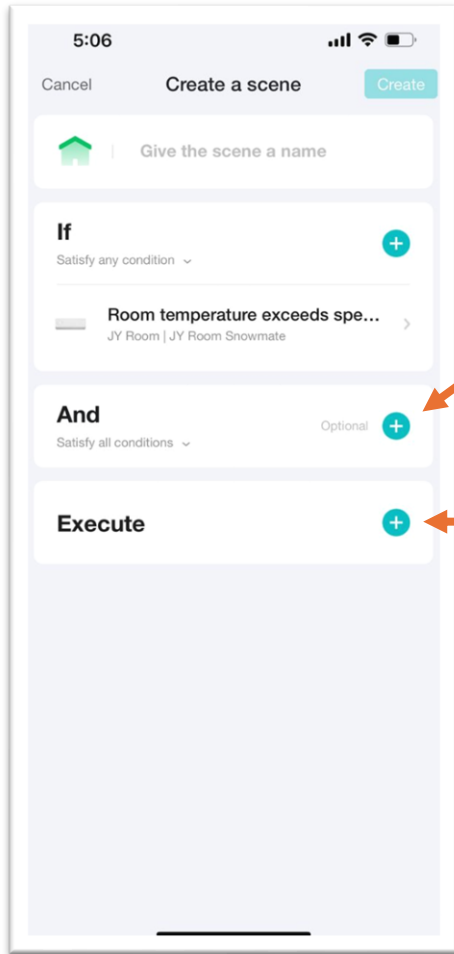 5:06
Cancel Create a scene Create
Give the scene a name
If
Satisfy any condition
Room temperature exceeds spe...
JY Room | JY Room Snowmate
And Optional
Satisfy all conditions
Execute